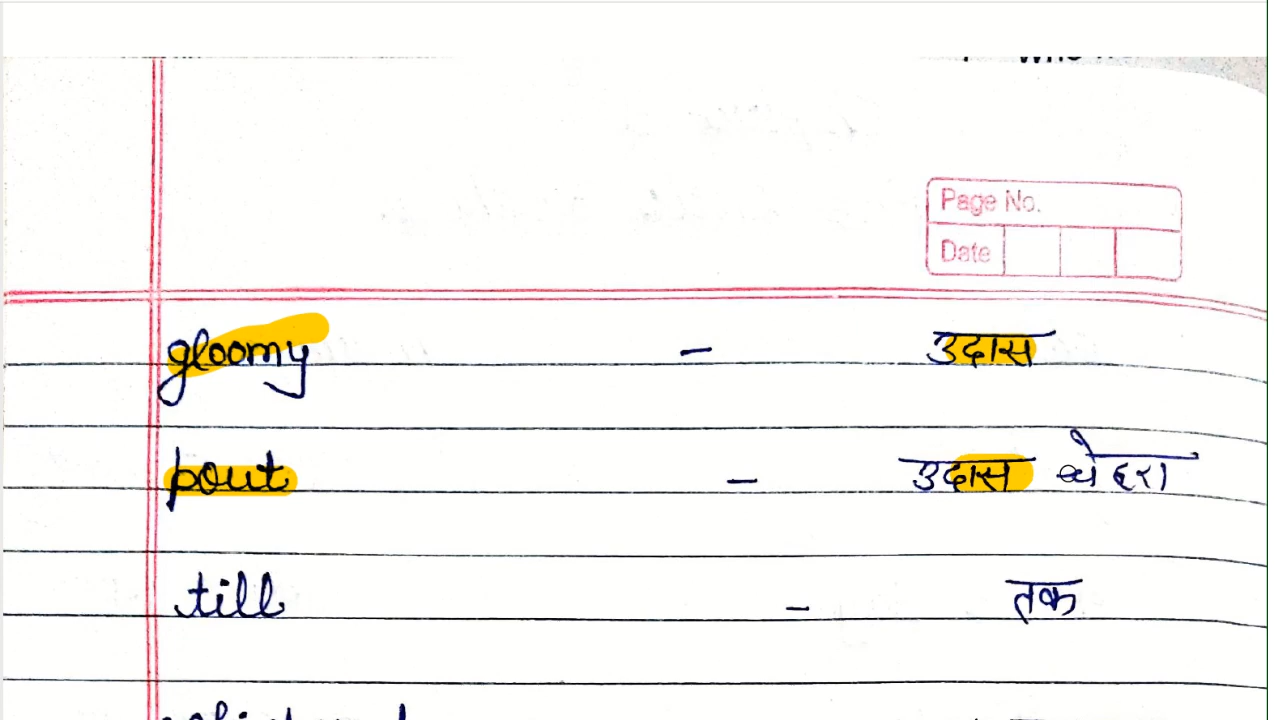 Page No.
Date
gloomy - उदास
pout - उदास चेहरा
till - तक